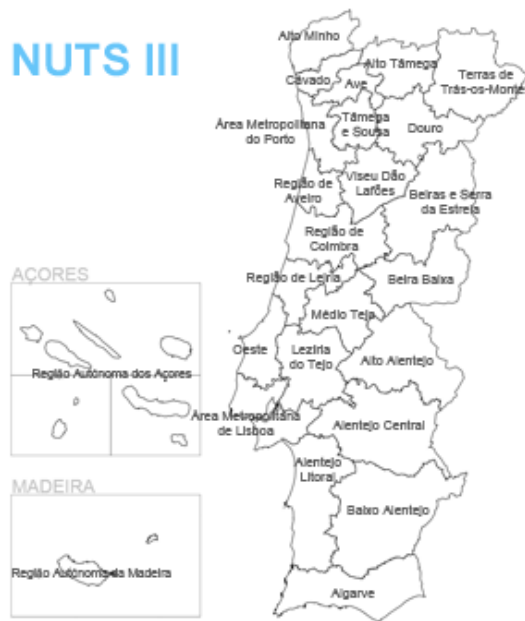 NUTS III
Alto Minho
Alto Tâmega
Terras de
Trás-os-Monte
Cavado
Ave
Tâmega
e Sousa
Douro
Área Metropolitana
do Porto
Viseu Dão
Lafões
Região de
Aveiro
Beiras e Serra
da Estrela
Região de
Coimbra
Região de Leiria
Beira Baixa
Médio Tejo
AÇORES
Região Autónoma dos Açores
Oeste
Lezíria
do Tejo
Alto Alentejo
Área Metropolitana
de Lisboa
Alentejo Central
Alentejo
Litoral
MADEIRA
Região Autónoma da Madeira
Baixo Alentejo
Algarve